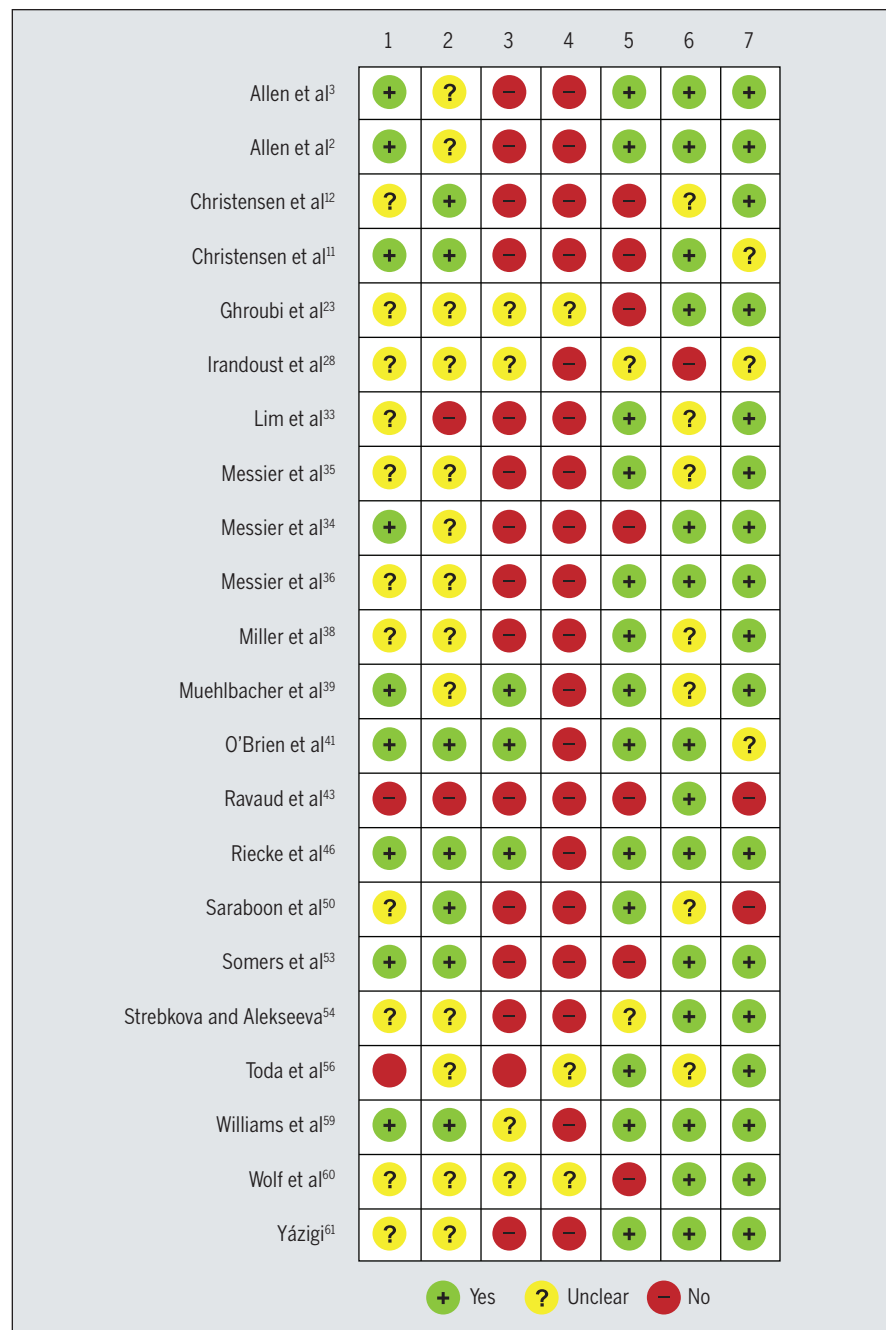 1 2 3 4 5 6 7
Allen et al³ + ? − − + + +
Allen et al² + ? − − + + +
Christensen et al¹² ? + − − − ? +
Christensen et al¹¹ + + − − − + ?
Ghroubi et al²³ ? ? ? ? − + +
Irandoust et al²⁸ ? ? ? − ? − ?
Lim et al³³ ? − − − + ? +
Messier et al³⁵ ? ? − − + ? +
Messier et al³⁴ + ? − − − + +
Messier et al³⁶ ? ? − − + + +
Miller et al³⁸ ? ? − − + ? +
Muehlbacher et al³⁹ + ? + − + ? +
O’Brien et al⁴¹ + + + − + + ?
Ravaud et al⁴³ − − − − − + −
Riecke et al⁴⁶ + + + − + + +
Saraboon et al⁵⁰ ? + − − + ? −
Somers et al⁵³ + + − − − + +
Strebkova and Alekseeva⁵⁴ ? ? − − ? + +
Toda et al⁵⁶ ? ? + ? +
Williams et al⁵⁹ + + ? − + + +
Wolf et al⁶⁰ ? ? ? ? − + +
Yázigi⁶¹ ? ? − − + + +
+ Yes ? Unclear − No